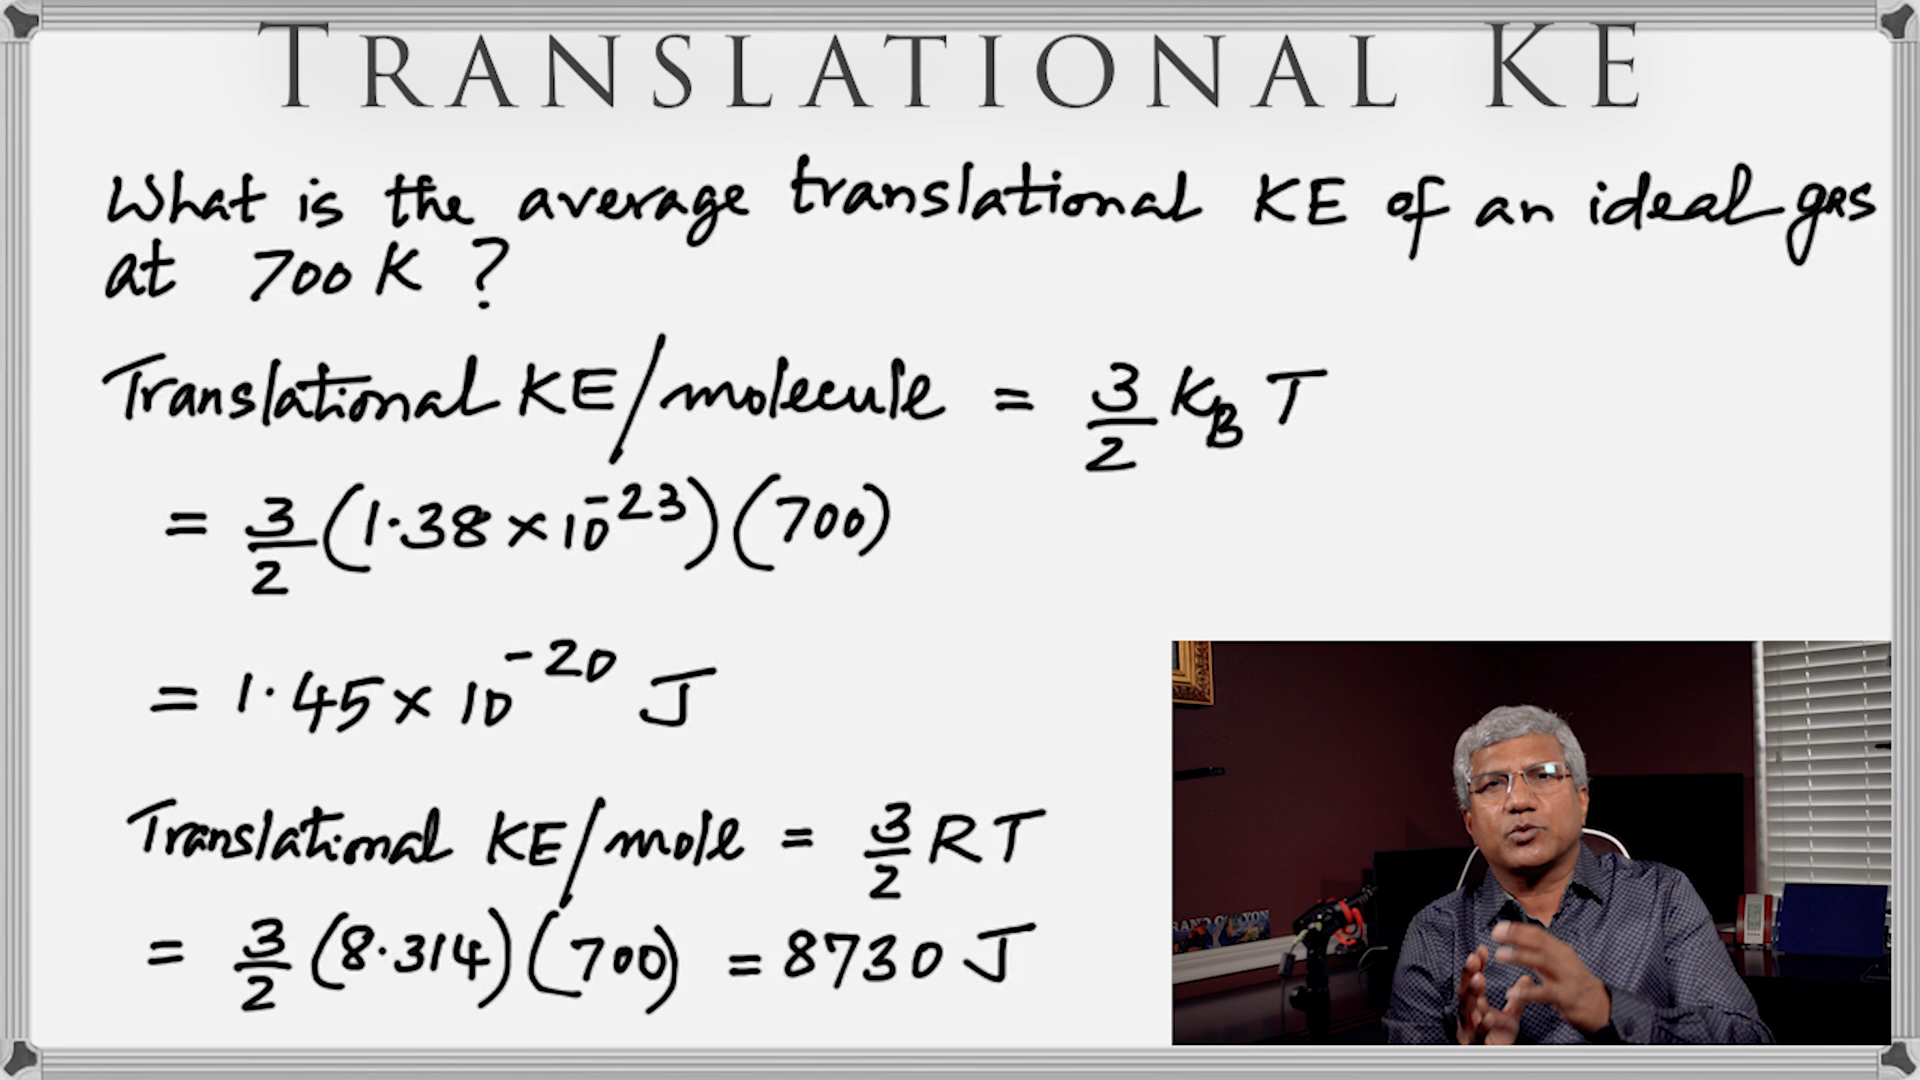 TRANSLATIONAL KE
What is the average translational KE of an ideal gas
at 700 K ?
Translational KE/molecule = 3/2 K_B T
= 3/2 (1.38 × 10^-23) (700)
= 1.45 × 10^-20 J
Translational KE/mole = 3/2 RT
= 3/2 (8.314) (700) = 8730 J